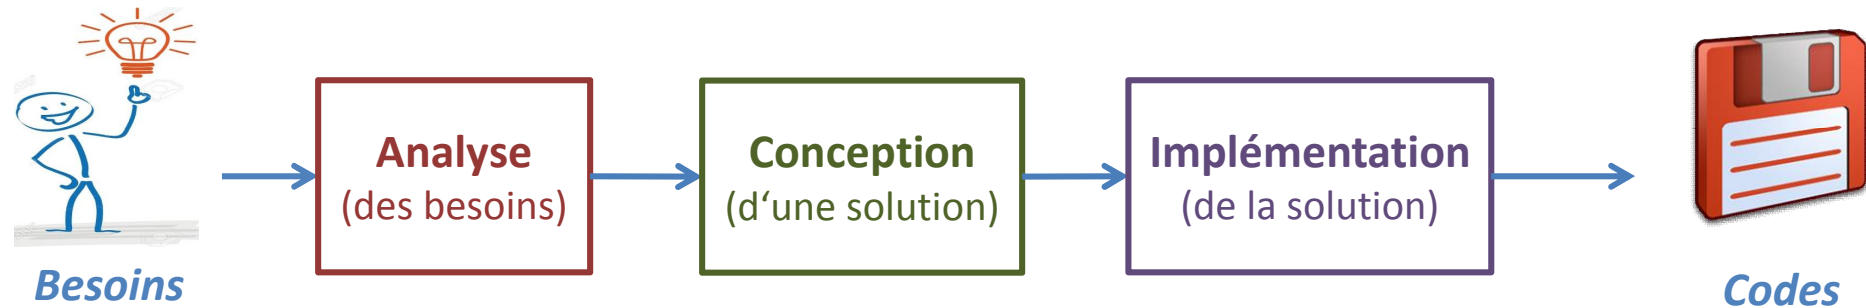 Analyse
(des besoins)
Conception
(d‘une solution)
Implémentation
(de la solution)
Besoins
Codes